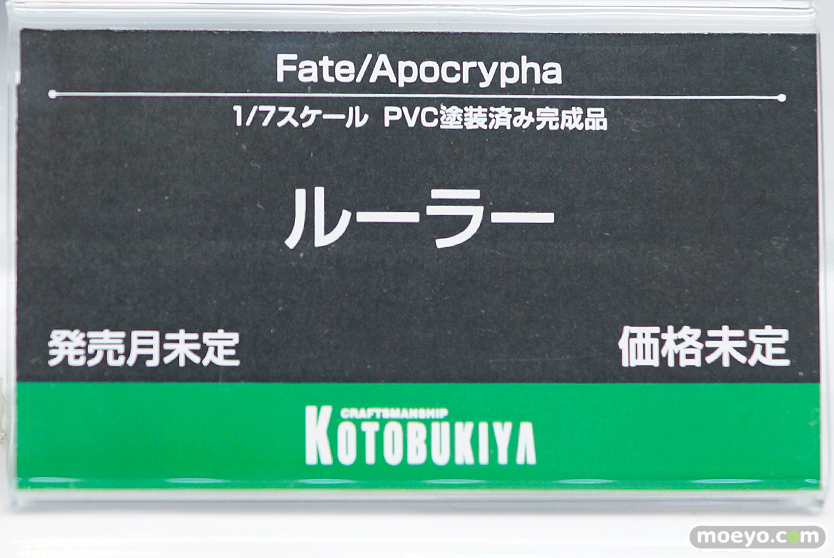 Fate/Apocrypha
1/7スケール PVC塗装済み完成品
ルーラー
発売月未定 価格未定
CRAFTSMANSHIP
KOTOBUKIYA
moeyo.com